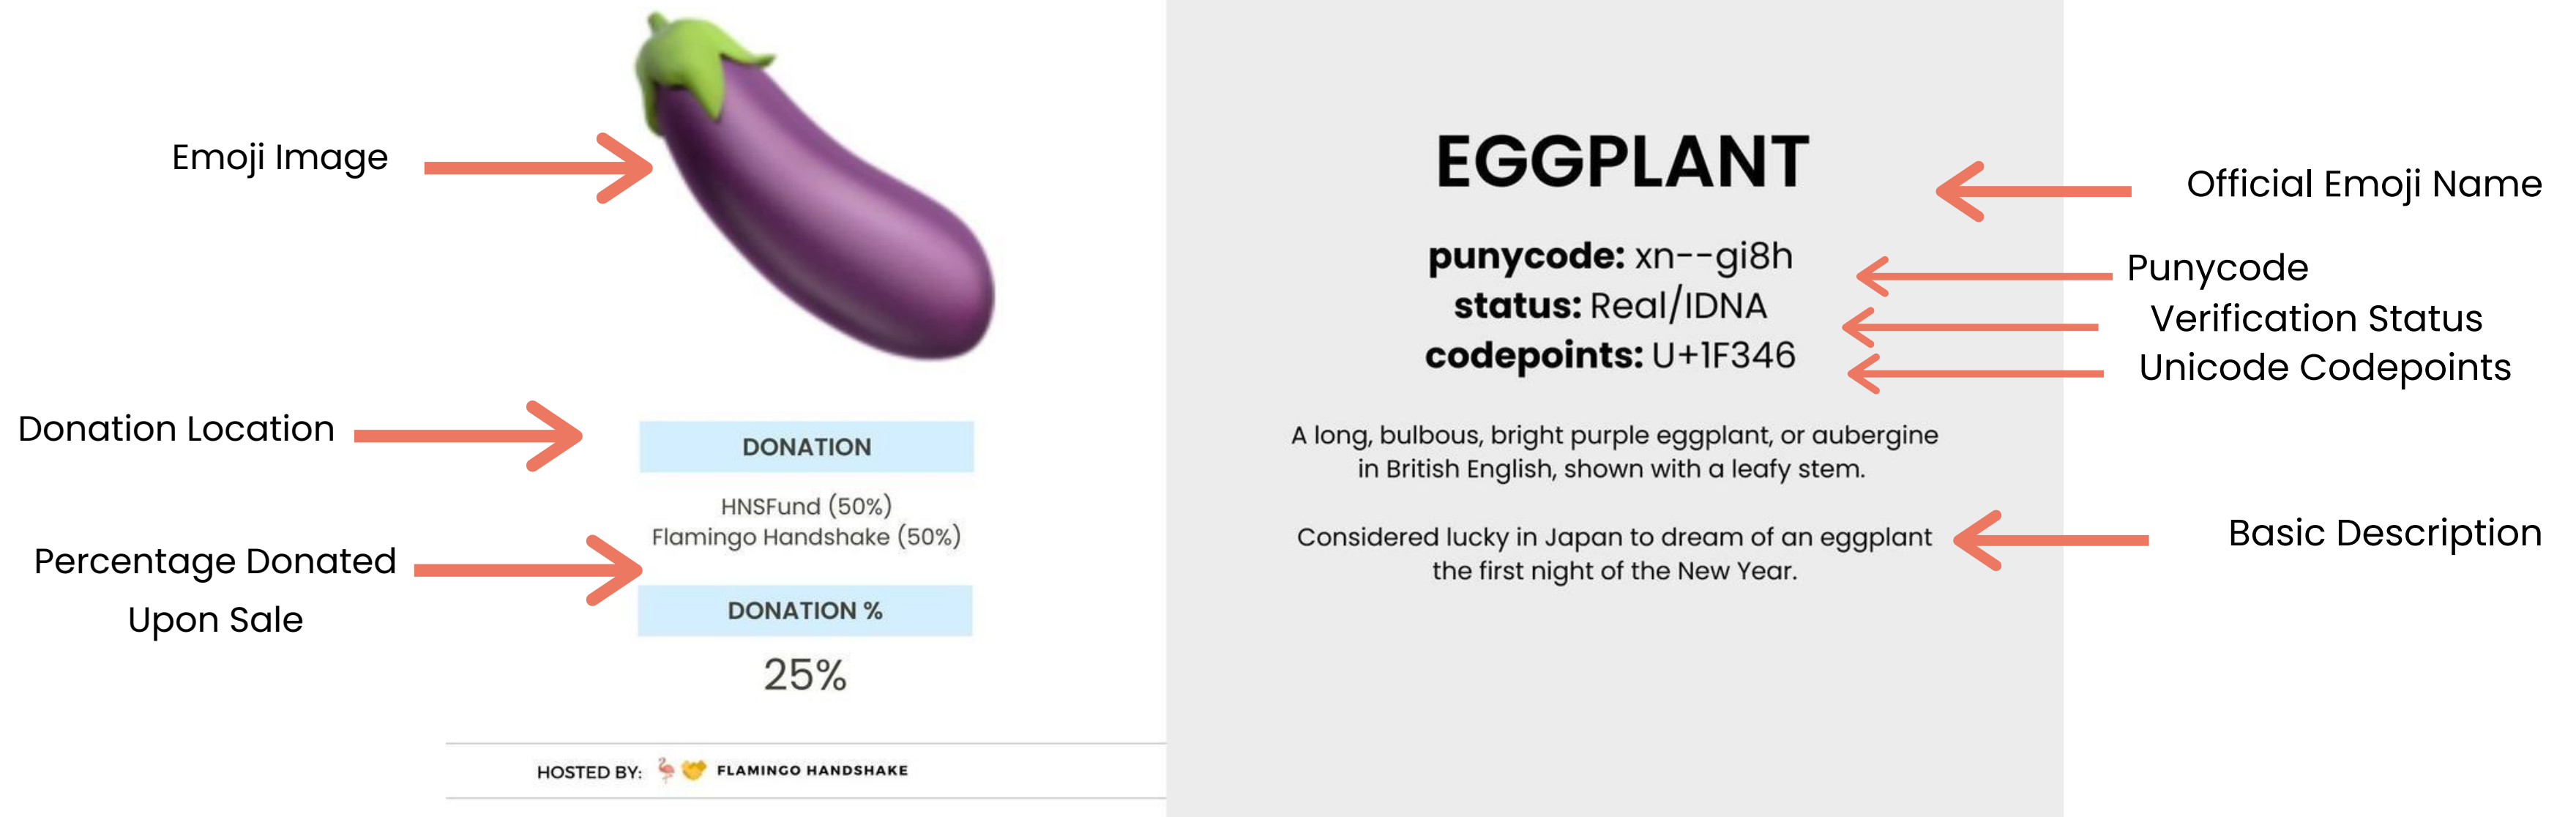 Emoji Image
Donation Location
Percentage Donated
Upon Sale
DONATION
HNSFund (50%)
Flamingo Handshake (50%)
DONATION %
25%
HOSTED BY: 🦩🤝 FLAMINGO HANDSHAKE
EGGPLANT
punycode: xn--gi8h
status: Real/IDNA
codepoints: U+1F346
A long, bulbous, bright purple eggplant, or aubergine
in British English, shown with a leafy stem.
Considered lucky in Japan to dream of an eggplant
the first night of the New Year.
Official Emoji Name
Punycode
Verification Status
Unicode Codepoints
Basic Description